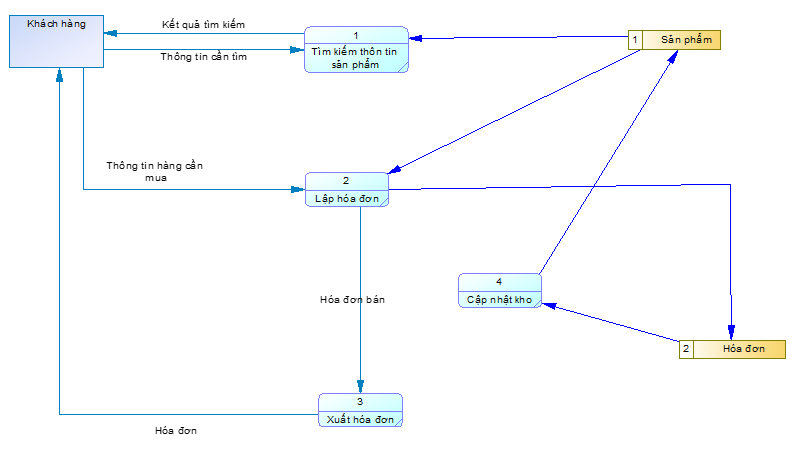 Khách hàng
Kết quả tìm kiếm
Thông tin cần tìm
1
Tìm kiếm thôn tin
sản phẩm
1 Sản phẩm
Thông tin hàng cần
mua
2
Lập hóa đơn
4
Cập nhật kho
Hóa đơn bán
2 Hóa đơn
3
Xuất hóa đơn
Hóa đơn